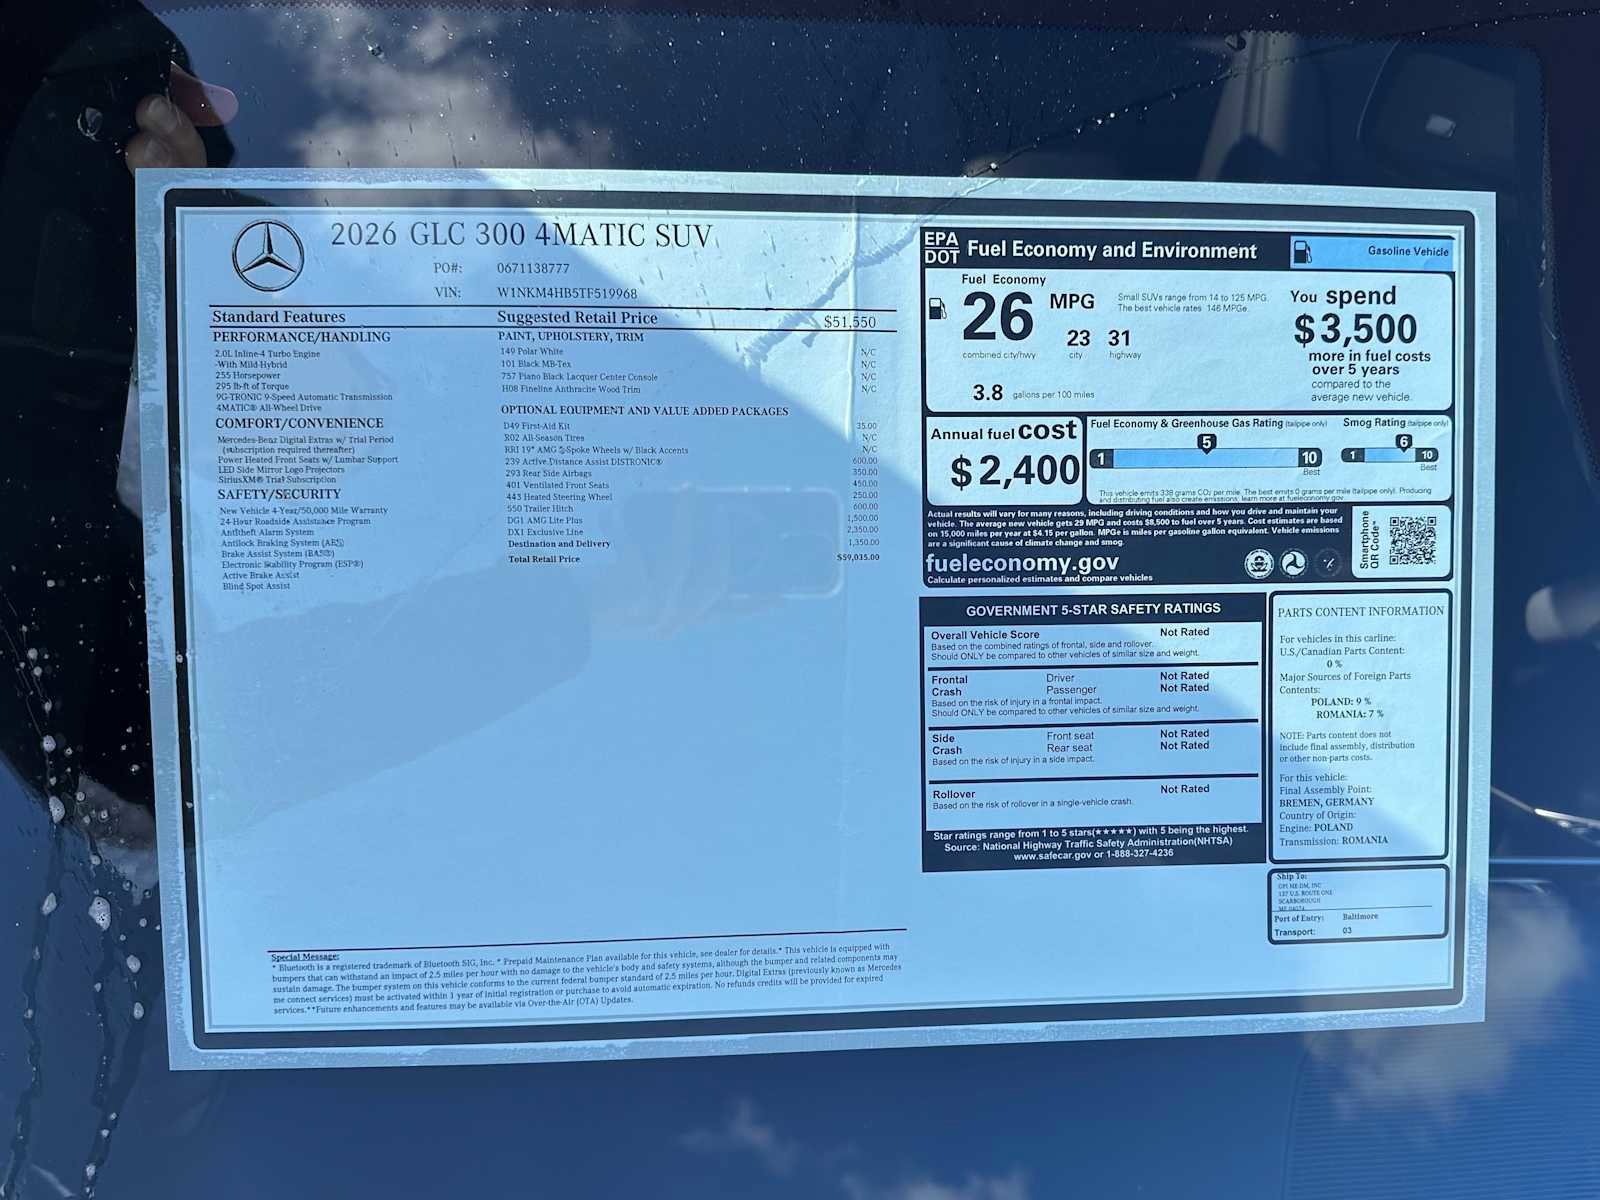 2026 GLC 300 4MATIC SUV
PO#: 0671138777
VIN: W1NKM4HB5TF519968
Standard Features
PERFORMANCE/HANDLING
2.0L Inline-4 Turbo Engine
-With Mild Hybrid
255 Horsepower
295 lb-ft of Torque
9G-TRONIC 9-Speed Automatic Transmission
4MATIC® All-Wheel Drive
COMFORT/CONVENIENCE
Mercedes-Benz Digital Extras w/ Trial Period
(subscription required thereafter)
Power Heated Front Seats w/ Lumbar Support
LED Side Mirror Logo Projectors
SiriusXM® Trial Subscription
SAFETY/SECURITY
New Vehicle 4-Year/50,000 Mile Warranty
24-Hour Roadside Assistance Program
Antitheft Alarm System
Antilock Braking System (ABS)
Brake Assist System (BAS®)
Electronic Stability Program (ESP®)
Active Brake Assist
Blind Spot Assist
Suggested Retail Price $51,550
PAINT, UPHOLSTERY, TRIM
149 Polar White N/C
101 Black MB-Tex N/C
757 Piano Black Lacquer Center Console N/C
H08 Fineline Anthracite Wood Trim N/C
OPTIONAL EQUIPMENT AND VALUE ADDED PACKAGES
D49 First-Aid Kit 35.00
R02 All-Season Tires N/C
RRI 19" AMG 5-Spoke Wheels w/ Black Accents N/C
239 Active Distance Assist DISTRONIC® 600.00
293 Rear Side Airbags 350.00
401 Ventilated Front Seats 450.00
443 Heated Steering Wheel 250.00
550 Trailer Hitch 600.00
DG1 AMG Lite Plus 1,500.00
DX1 Exclusive Line 2,350.00
Destination and Delivery 1,350.00
Total Retail Price $59,035.00
Special Message:
* Bluetooth is a registered trademark of Bluetooth SIG, Inc. * Prepaid Maintenance Plan available for this vehicle, see dealer for details.* This vehicle is equipped with
bumpers that can withstand an impact of 2.5 miles per hour with no damage to the vehicle's body and safety systems, although the bumper and related components may
sustain damage. The bumper system on this vehicle conforms to the current federal bumper standard of 2.5 miles per hour. Digital Extras (previously known as Mercedes
me connect services) must be activated within 1 year of initial registration or purchase to avoid automatic expiration. No refunds credits will be provided for expired
services.**Future enhancements and features may be available via Over-the-Air (OTA) Updates.
EPA
DOT Fuel Economy and Environment
Gasoline Vehicle
Fuel Economy
26 MPG
combined city/hwy
23 city
31 highway
3.8 gallons per 100 miles
Small SUVs range from 14 to 125 MPG.
The best vehicle rates 146 MPGe.
You spend
$3,500
more in fuel costs
over 5 years
compared to the
average new vehicle.
Annual fuel cost
$2,400
Fuel Economy & Greenhouse Gas Rating (tailpipe only)
5
1 10
Best
Smog Rating (tailpipe only)
6
1 10
Best
This vehicle emits 338 grams CO2 per mile. The best emits 0 grams per mile (tailpipe only). Producing
and distributing fuel also create emissions; learn more at fueleconomy.gov.
Actual results will vary for many reasons, including driving conditions and how you drive and maintain your
vehicle. The average new vehicle gets 29 MPG and costs $8,500 to fuel over 5 years. Cost estimates are based
on 15,000 miles per year at $4.15 per gallon. MPGe is miles per gasoline gallon equivalent. Vehicle emissions
are a significant cause of climate change and smog.
fueleconomy.gov
Calculate personalized estimates and compare vehicles
Smartphone
QR Code™
GOVERNMENT 5-STAR SAFETY RATINGS
Overall Vehicle Score Not Rated
Based on the combined ratings of frontal, side and rollover.
Should ONLY be compared to other vehicles of similar size and weight.
Frontal Driver Not Rated
Crash Passenger Not Rated
Based on the risk of injury in a frontal impact.
Should ONLY be compared to other vehicles of similar size and weight.
Side Front seat Not Rated
Crash Rear seat Not Rated
Based on the risk of injury in a side impact.
Rollover Not Rated
Based on the risk of rollover in a single-vehicle crash.
Star ratings range from 1 to 5 stars(★★★★★) with 5 being the highest.
Source: National Highway Traffic Safety Administration(NHTSA)
www.safecar.gov or 1-888-327-4236
PARTS CONTENT INFORMATION
For vehicles in this carline:
U.S./Canadian Parts Content:
0 %
Major Sources of Foreign Parts
Contents:
POLAND: 9 %
ROMANIA: 7 %
NOTE: Parts content does not
include final assembly, distribution
or other non-parts costs.
For this vehicle:
Final Assembly Point:
BREMEN, GERMANY
Country of Origin:
Engine: POLAND
Transmission: ROMANIA
Ship To:
137 U.S. ROUTE ONE
SCARBOROUGH
ME 04074
Port of Entry: Baltimore
Transport: 03